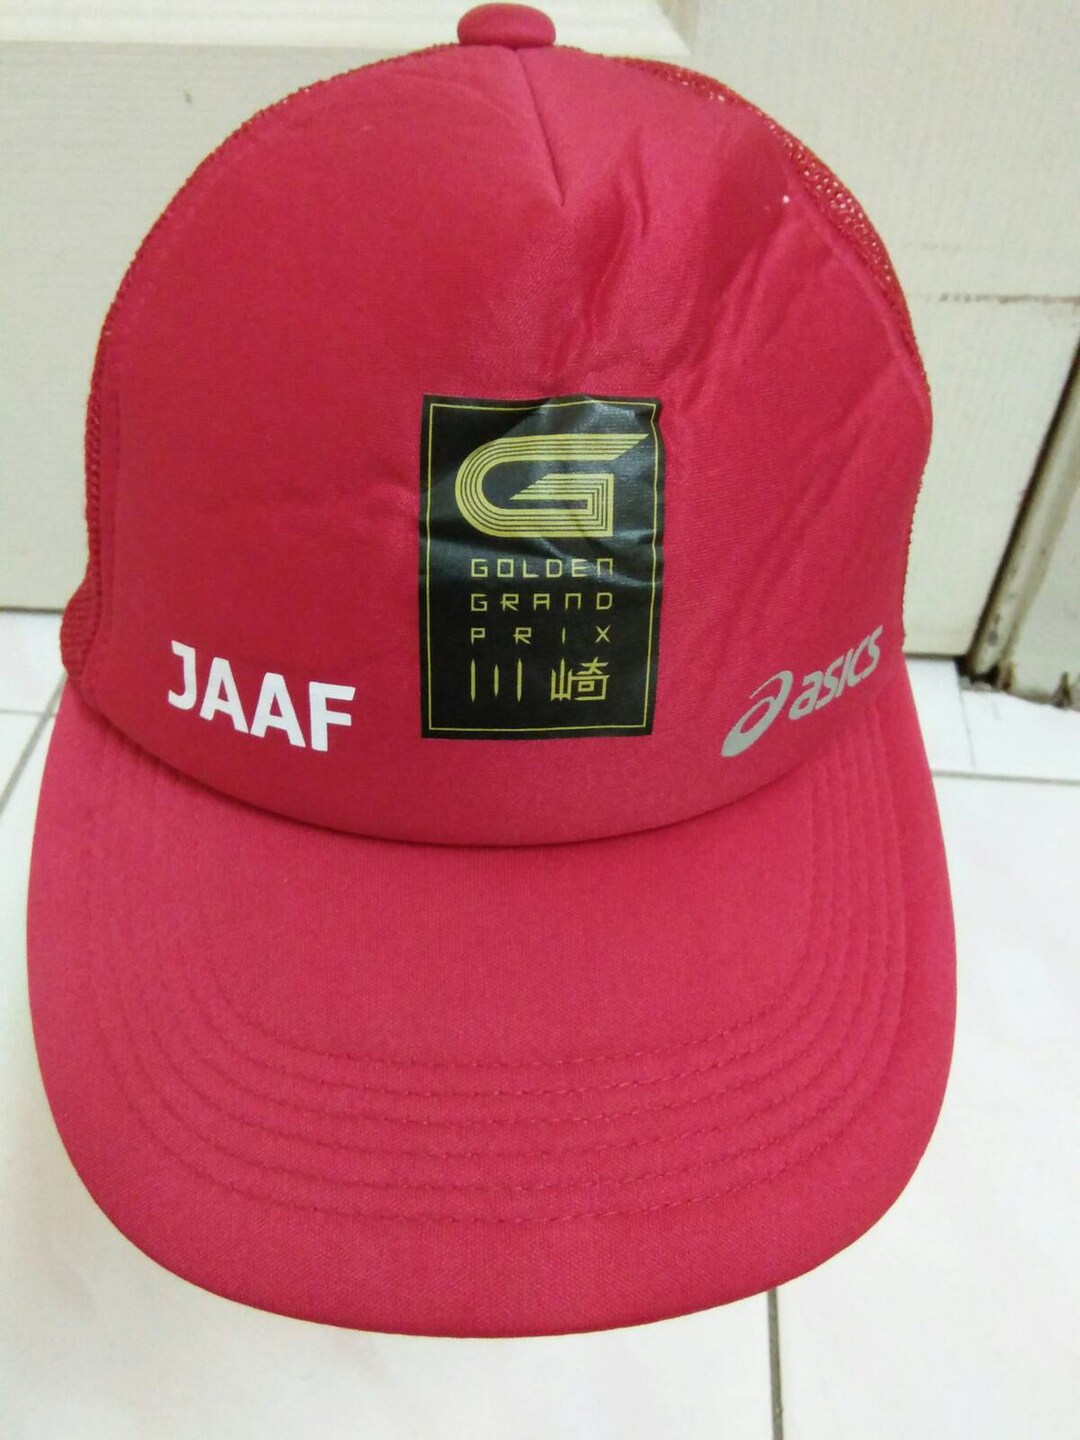 GOLDEN
GRAND
PRIX
川崎
JAAF
asics